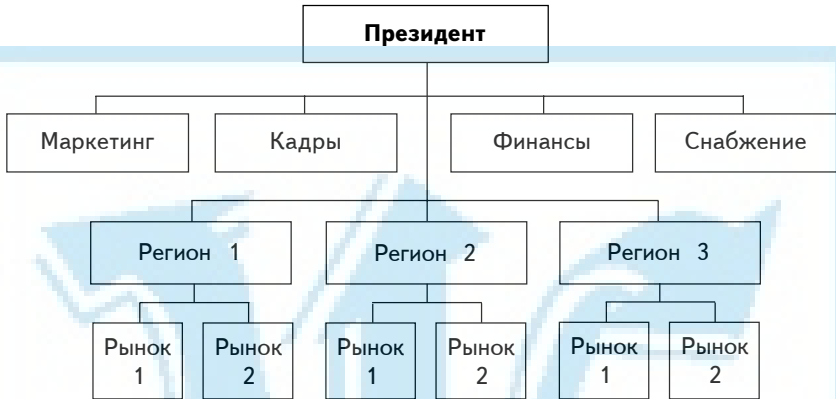 Президент
Маркетинг Кадры Финансы Снабжение
Регион 1 Регион 2 Регион 3
Рынок Рынок Рынок Рынок Рынок Рынок
1 2 1 2 1 2